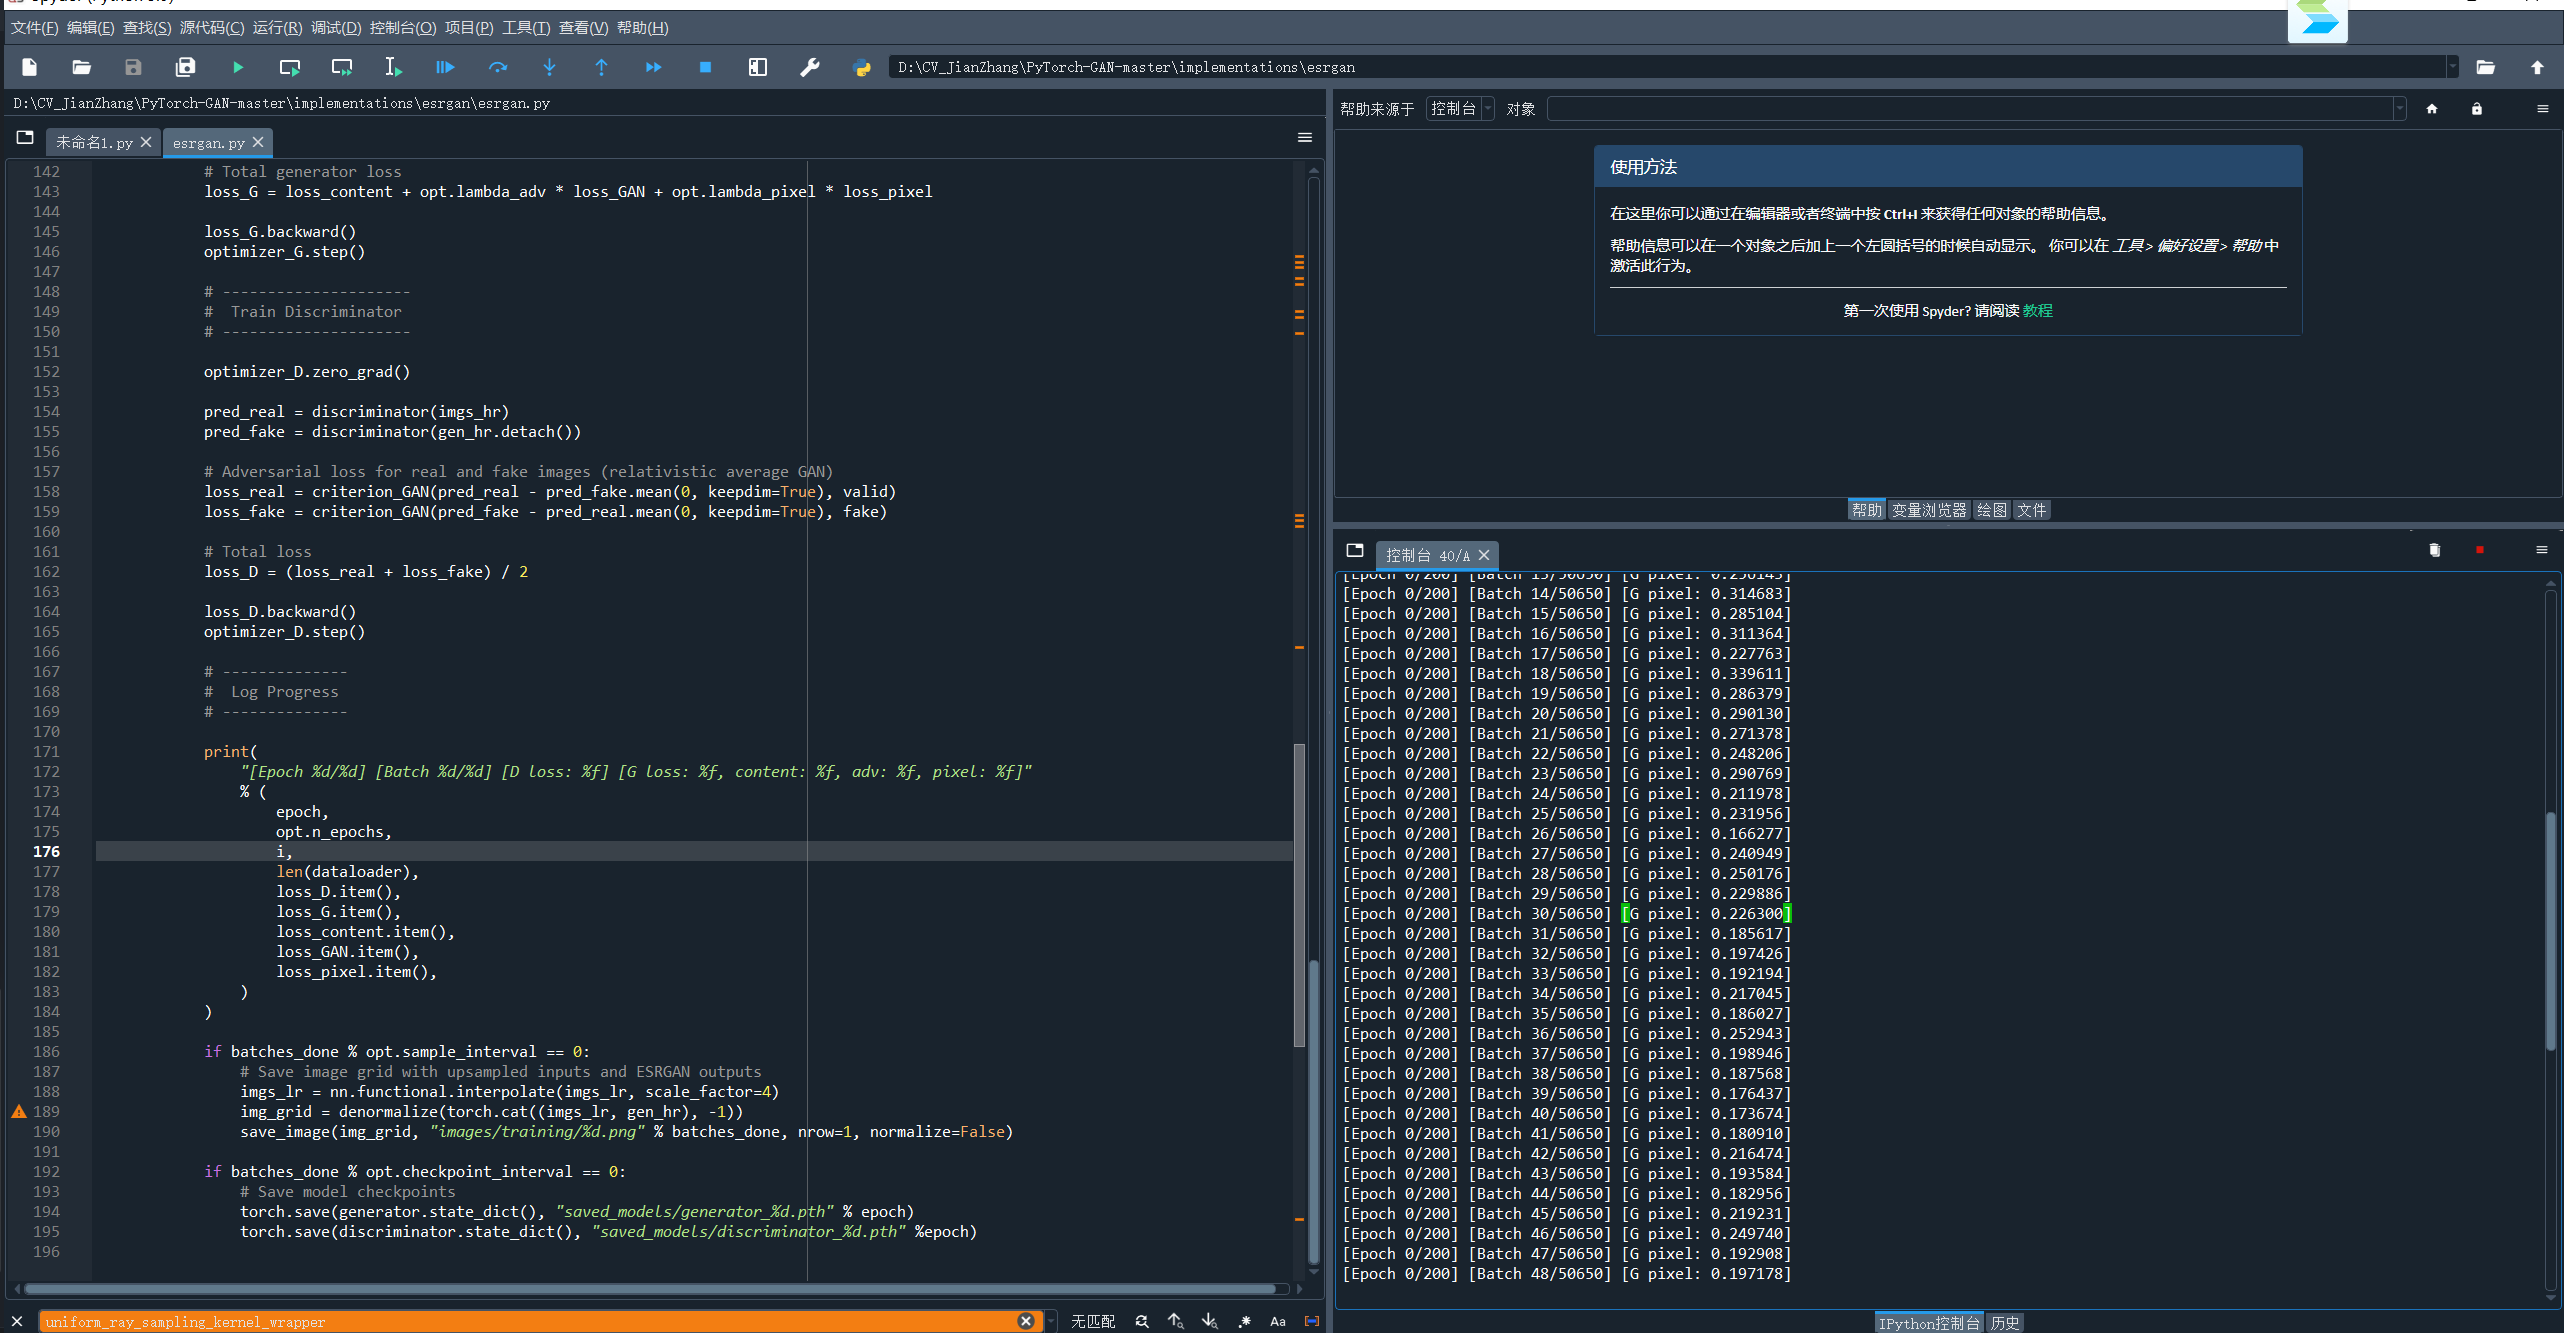 文件(F) 编辑(E) 查找(S) 源代码(C) 运行(R) 调试(D) 控制台(O) 项目(P) 工具(T) 查看(V) 帮助(H)
D:\CV_JianZhang\PyTorch-GAN-master\implementations\esrgan
D:\CV_JianZhang\PyTorch-GAN-master\implementations\esrgan\esrgan.py
未命名1.py
esrgan.py
142 # Total generator loss
143 loss_G = loss_content + opt.lambda_adv * loss_GAN + opt.lambda_pixel * loss_pixel
144
145 loss_G.backward()
146 optimizer_G.step()
147
148 # ---------------------
149 #  Train Discriminator
150 # ---------------------
151
152 optimizer_D.zero_grad()
153
154 pred_real = discriminator(imgs_hr)
155 pred_fake = discriminator(gen_hr.detach())
156
157 # Adversarial loss for real and fake images (relativistic average GAN)
158 loss_real = criterion_GAN(pred_real - pred_fake.mean(0, keepdim=True), valid)
159 loss_fake = criterion_GAN(pred_fake - pred_real.mean(0, keepdim=True), fake)
160
161 # Total loss
162 loss_D = (loss_real + loss_fake) / 2
163
164 loss_D.backward()
165 optimizer_D.step()
166
167 # --------------
168 #  Log Progress
169 # --------------
170
171 print(
172 "[Epoch %d/%d] [Batch %d/%d] [D loss: %f] [G loss: %f, content: %f, adv: %f, pixel: %f]"
173 % (
174 epoch,
175 opt.n_epochs,
176 i,
177 len(dataloader),
178 loss_D.item(),
179 loss_G.item(),
180 loss_content.item(),
181 loss_GAN.item(),
182 loss_pixel.item(),
183 )
184 )
185
186 if batches_done % opt.sample_interval == 0:
187 # Save image grid with upsampled inputs and ESRGAN outputs
188 imgs_lr = nn.functional.interpolate(imgs_lr, scale_factor=4)
189 img_grid = denormalize(torch.cat((imgs_lr, gen_hr), -1))
190 save_image(img_grid, "images/training/%d.png" % batches_done, nrow=1, normalize=False)
191
192 if batches_done % opt.checkpoint_interval == 0:
193 # Save model checkpoints
194 torch.save(generator.state_dict(), "saved_models/generator_%d.pth" % epoch)
195 torch.save(discriminator.state_dict(), "saved_models/discriminator_%d.pth" %epoch)
196
uniform_ray_sampling_kernel_wrapper 无匹配 .* Aa
帮助来源于 控制台 对象
使用方法
在这里你可以通过在编辑器或者终端中按 Ctrl+I 来获得任何对象的帮助信息。
帮助信息可以在一个对象之后加上一个左圆括号的时候自动显示。 你可以在 工具 > 偏好设置 > 帮助 中
激活此行为。
第一次使用 Spyder? 请阅读 教程
帮助 变量浏览器 绘图 文件
控制台 40/A
[Epoch 0/200] [Batch 14/50650] [G pixel: 0.314683]
[Epoch 0/200] [Batch 15/50650] [G pixel: 0.285104]
[Epoch 0/200] [Batch 16/50650] [G pixel: 0.311364]
[Epoch 0/200] [Batch 17/50650] [G pixel: 0.227763]
[Epoch 0/200] [Batch 18/50650] [G pixel: 0.339611]
[Epoch 0/200] [Batch 19/50650] [G pixel: 0.286379]
[Epoch 0/200] [Batch 20/50650] [G pixel: 0.290130]
[Epoch 0/200] [Batch 21/50650] [G pixel: 0.271378]
[Epoch 0/200] [Batch 22/50650] [G pixel: 0.248206]
[Epoch 0/200] [Batch 23/50650] [G pixel: 0.290769]
[Epoch 0/200] [Batch 24/50650] [G pixel: 0.211978]
[Epoch 0/200] [Batch 25/50650] [G pixel: 0.231956]
[Epoch 0/200] [Batch 26/50650] [G pixel: 0.166277]
[Epoch 0/200] [Batch 27/50650] [G pixel: 0.240949]
[Epoch 0/200] [Batch 28/50650] [G pixel: 0.250176]
[Epoch 0/200] [Batch 29/50650] [G pixel: 0.229886]
[Epoch 0/200] [Batch 30/50650] [G pixel: 0.226300]
[Epoch 0/200] [Batch 31/50650] [G pixel: 0.185617]
[Epoch 0/200] [Batch 32/50650] [G pixel: 0.197426]
[Epoch 0/200] [Batch 33/50650] [G pixel: 0.192194]
[Epoch 0/200] [Batch 34/50650] [G pixel: 0.217045]
[Epoch 0/200] [Batch 35/50650] [G pixel: 0.186027]
[Epoch 0/200] [Batch 36/50650] [G pixel: 0.252943]
[Epoch 0/200] [Batch 37/50650] [G pixel: 0.198946]
[Epoch 0/200] [Batch 38/50650] [G pixel: 0.187568]
[Epoch 0/200] [Batch 39/50650] [G pixel: 0.176437]
[Epoch 0/200] [Batch 40/50650] [G pixel: 0.173674]
[Epoch 0/200] [Batch 41/50650] [G pixel: 0.180910]
[Epoch 0/200] [Batch 42/50650] [G pixel: 0.216474]
[Epoch 0/200] [Batch 43/50650] [G pixel: 0.193584]
[Epoch 0/200] [Batch 44/50650] [G pixel: 0.182956]
[Epoch 0/200] [Batch 45/50650] [G pixel: 0.219231]
[Epoch 0/200] [Batch 46/50650] [G pixel: 0.249740]
[Epoch 0/200] [Batch 47/50650] [G pixel: 0.192908]
[Epoch 0/200] [Batch 48/50650] [G pixel: 0.197178]
IPython控制台 历史